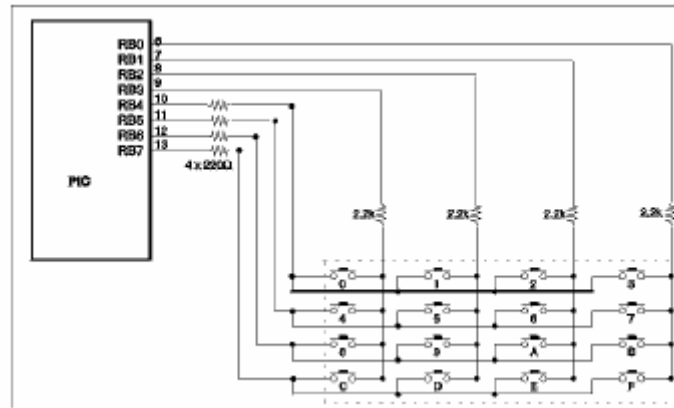 RB0 6
RB1 7
RB2 8
RB3 9
RB4 10
RB5 11
RB6 12
RB7 13
4 x 220Ω
PIC
2.2k 2.2k 2.2k 2.2k
0 1 2 3
4 5 6 7
8 9 A B
C D E F